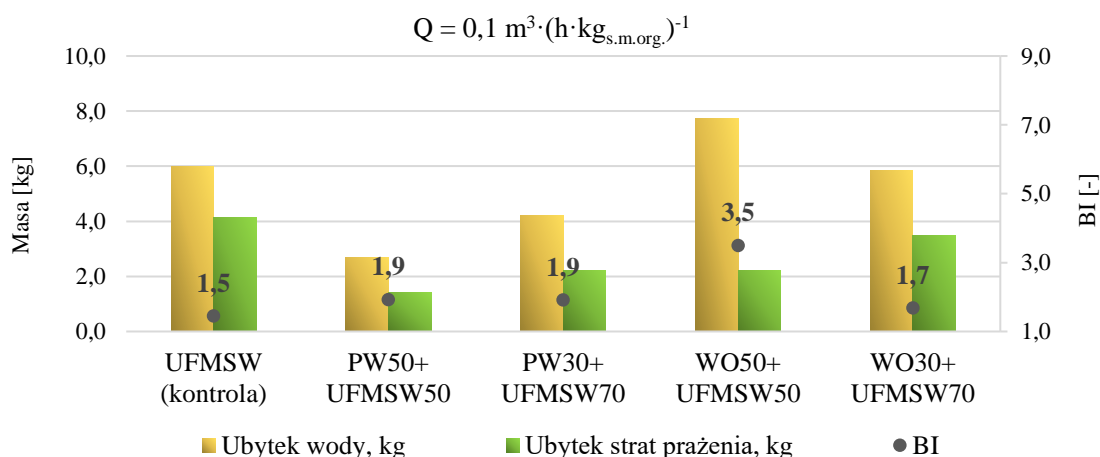 Q = 0,1 m³·(h·kg_s.m.org.)⁻¹
10,0
8,0
6,0
4,0
2,0
0,0
Masa [kg]
9,0
7,0
5,0
3,0
1,0
BI [-]
1,5
1,9
1,9
3,5
1,7
UFMSW
(kontrola)
PW50+
UFMSW50
PW30+
UFMSW70
WO50+
UFMSW50
WO30+
UFMSW70
Ubytek wody, kg
Ubytek strat prażenia, kg
BI